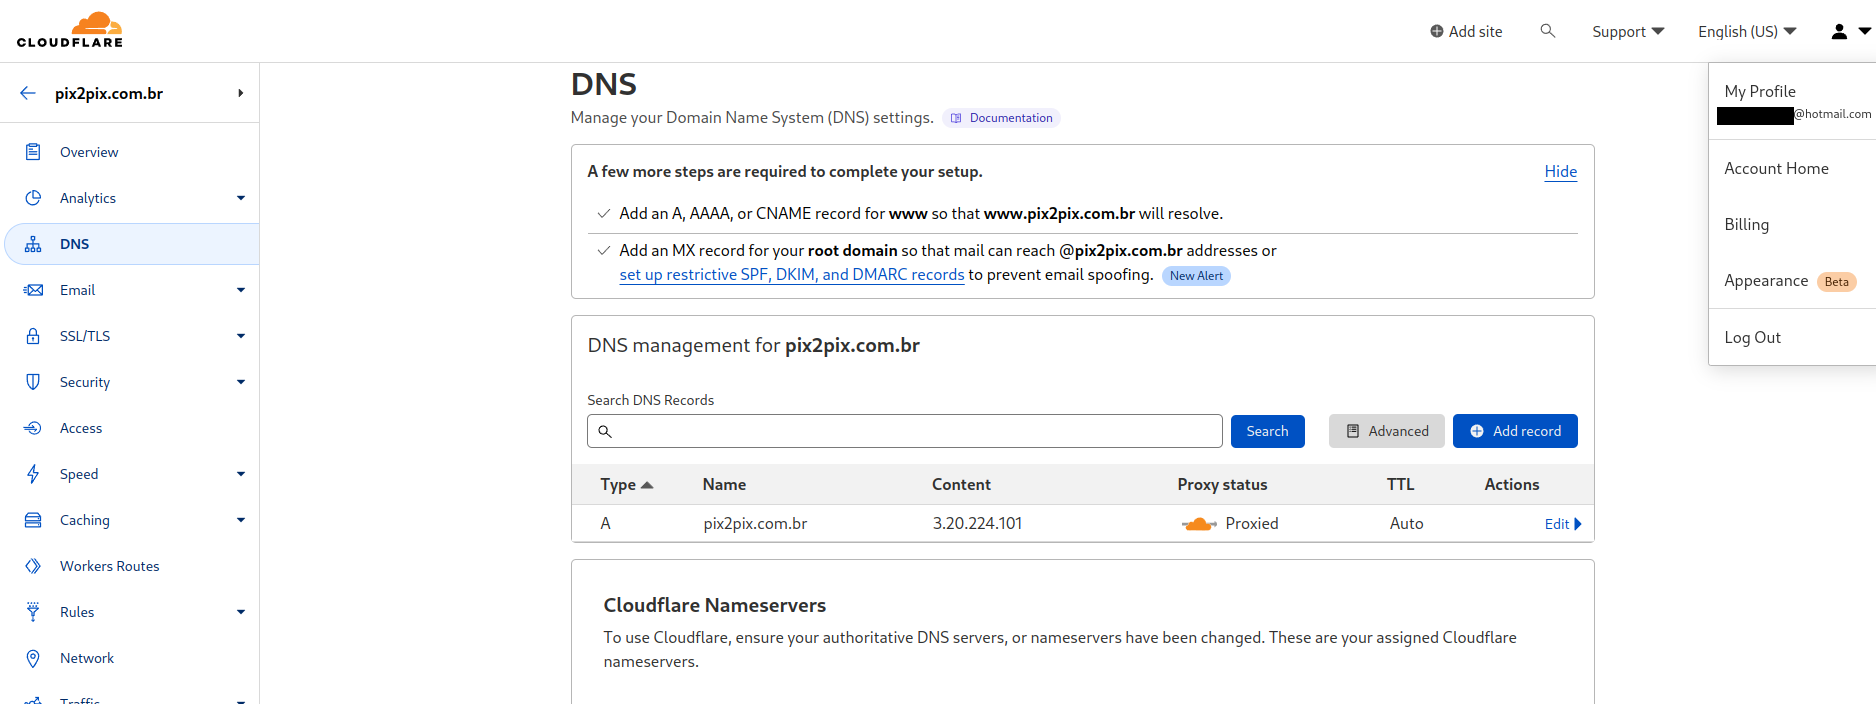 CLOUDFLARE
Add site
Support
English (US)
pix2pix.com.br
Overview
Analytics
DNS
Email
SSL/TLS
Security
Access
Speed
Caching
Workers Routes
Rules
Network
Traffic
DNS
Manage your Domain Name System (DNS) settings. Documentation
A few more steps are required to complete your setup. Hide
Add an A, AAAA, or CNAME record for www so that www.pix2pix.com.br will resolve.
Add an MX record for your root domain so that mail can reach @pix2pix.com.br addresses or
set up restrictive SPF, DKIM, and DMARC records to prevent email spoofing. New Alert
DNS management for pix2pix.com.br
Search DNS Records
Search Advanced Add record
Type Name Content Proxy status TTL Actions
A pix2pix.com.br 3.20.224.101 Proxied Auto Edit
Cloudflare Nameservers
To use Cloudflare, ensure your authoritative DNS servers, or nameservers have been changed. These are your assigned Cloudflare
nameservers.
My Profile
@hotmail.com
Account Home
Billing
Appearance Beta
Log Out